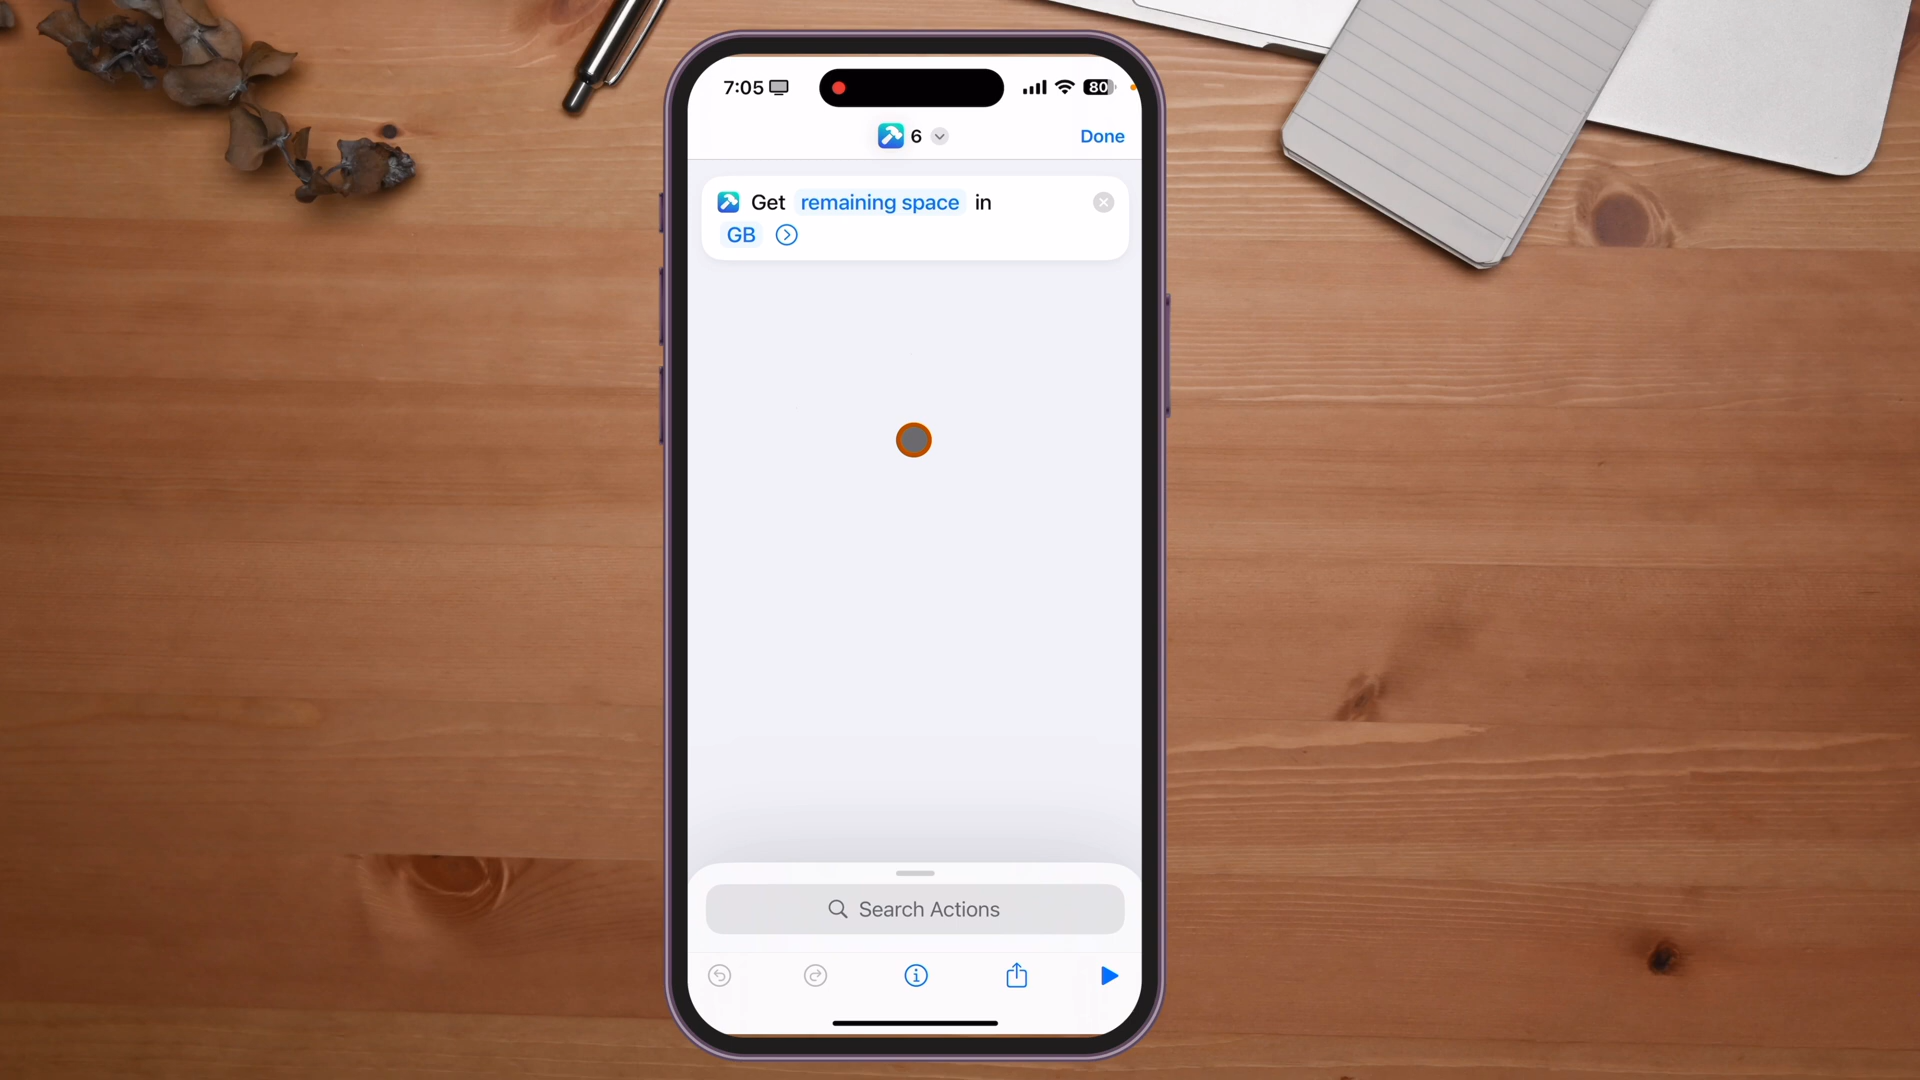 7:05
80
6
Done
Get remaining space in
GB
Search Actions